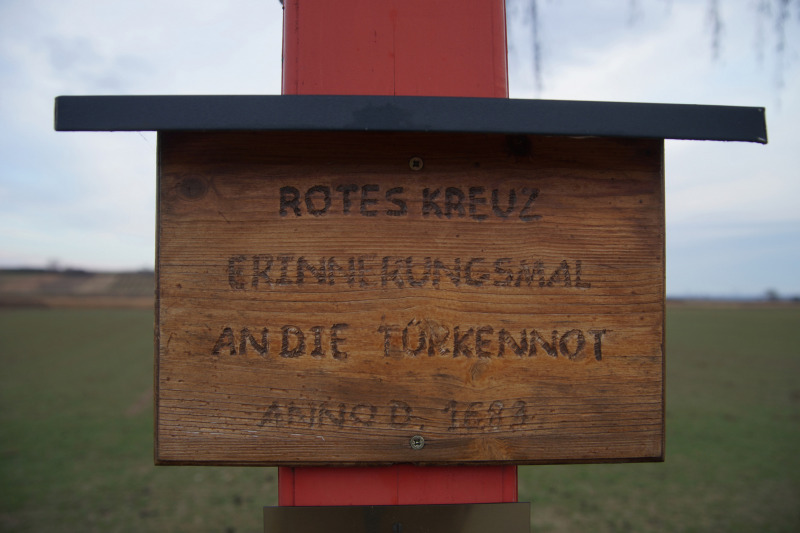 ROTES KREUZ
ERINNERUNGSMAL
AN DIE TÜRKENNOT
ANNO D. 1683